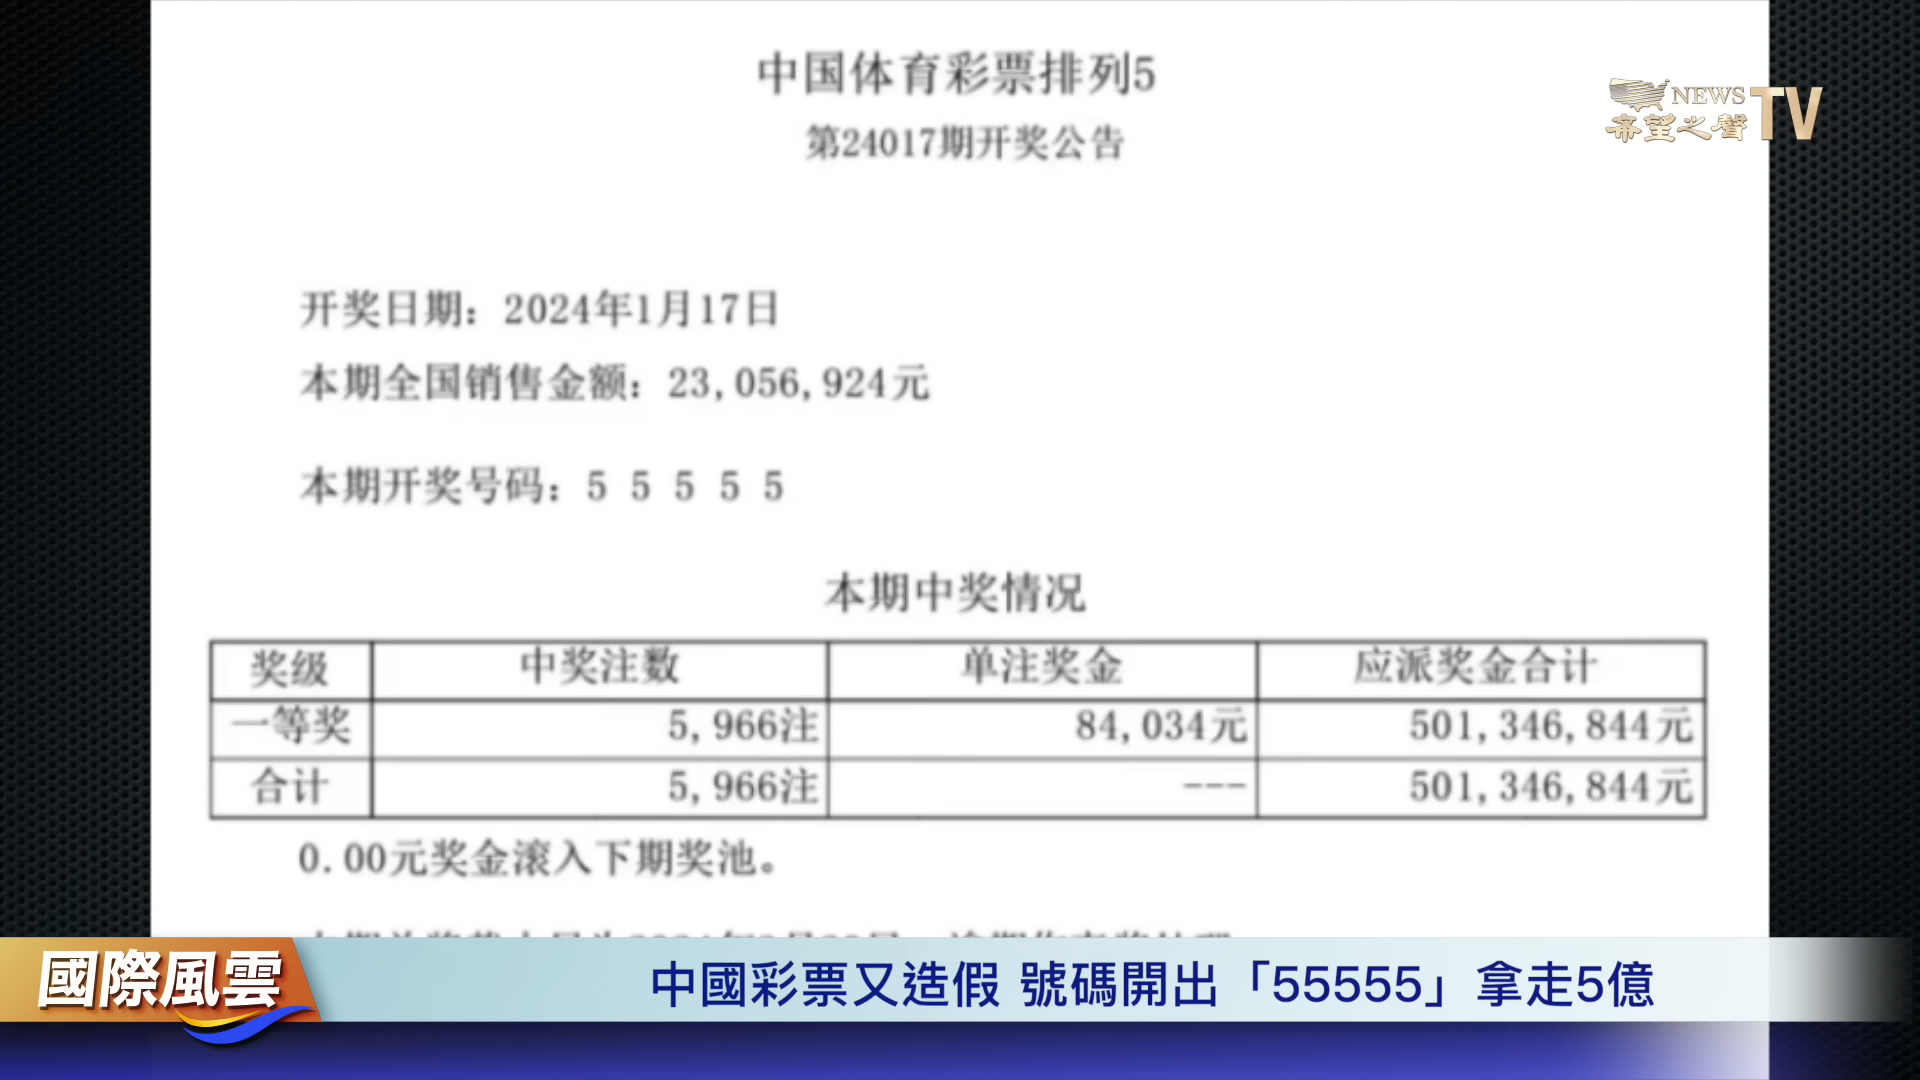 中国体育彩票排列5
NEWS
希望之聲TV
第24017期开奖公告
开奖日期：2024年1月17日
本期全国销售金额：23,056,924元
本期开奖号码：5 5 5 5 5
本期中奖情况
奖级 中奖注数 单注奖金 应派奖金合计
一等奖 5,966注 84,034元 501,346,844元
合计 5,966注 --- 501,346,844元
0.00元奖金滚入下期奖池。
國際風雲
中國彩票又造假 號碼開出「55555」拿走5億